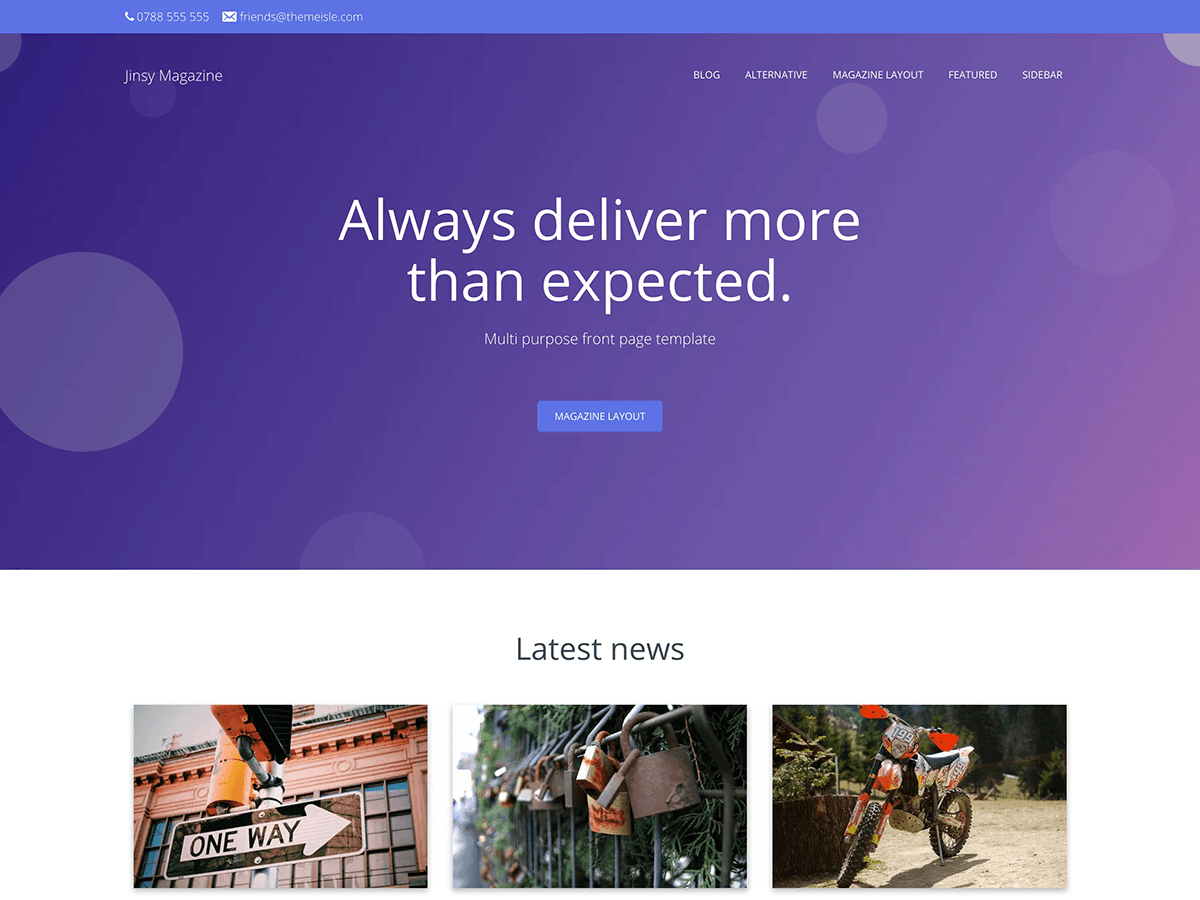 0788 555 555 friends@themeisle.com
Jinsy Magazine
BLOG ALTERNATIVE MAGAZINE LAYOUT FEATURED SIDEBAR
Always deliver more
than expected.
Multi purpose front page template
MAGAZINE LAYOUT
Latest news
ONE WAY
199